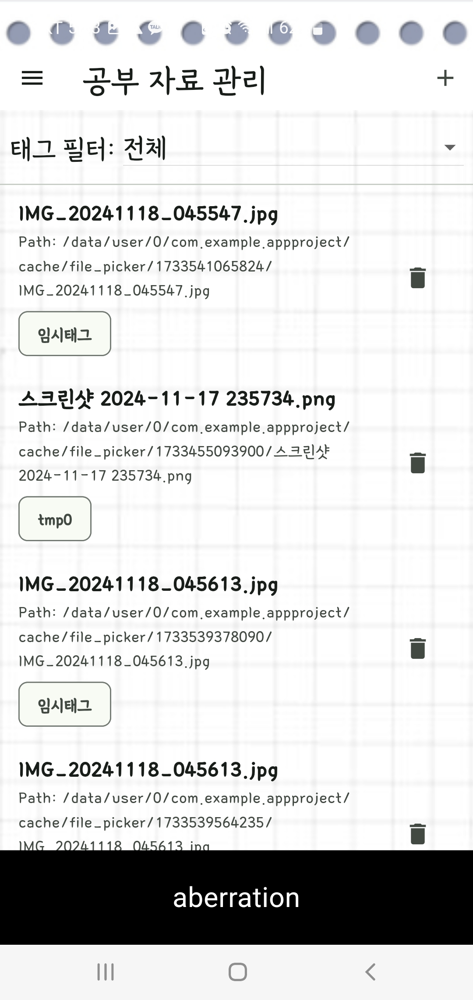 공부 자료 관리
태그 필터: 전체
IMG_20241118_045547.jpg
Path: /data/user/0/com.example.appproject/
cache/file_picker/1733541065824/
IMG_20241118_045547.jpg
임시태그
스크린샷 2024-11-17 235734.png
Path: /data/user/0/com.example.appproject/
cache/file_picker/1733455093900/스크린샷
2024-11-17 235734.png
tmp0
IMG_20241118_045613.jpg
Path: /data/user/0/com.example.appproject/
cache/file_picker/1733539378090/
IMG_20241118_045613.jpg
임시태그
IMG_20241118_045613.jpg
Path: /data/user/0/com.example.appproject/
cache/file_picker/1733539564235/
IMG_20241118_045613.jpg
aberration